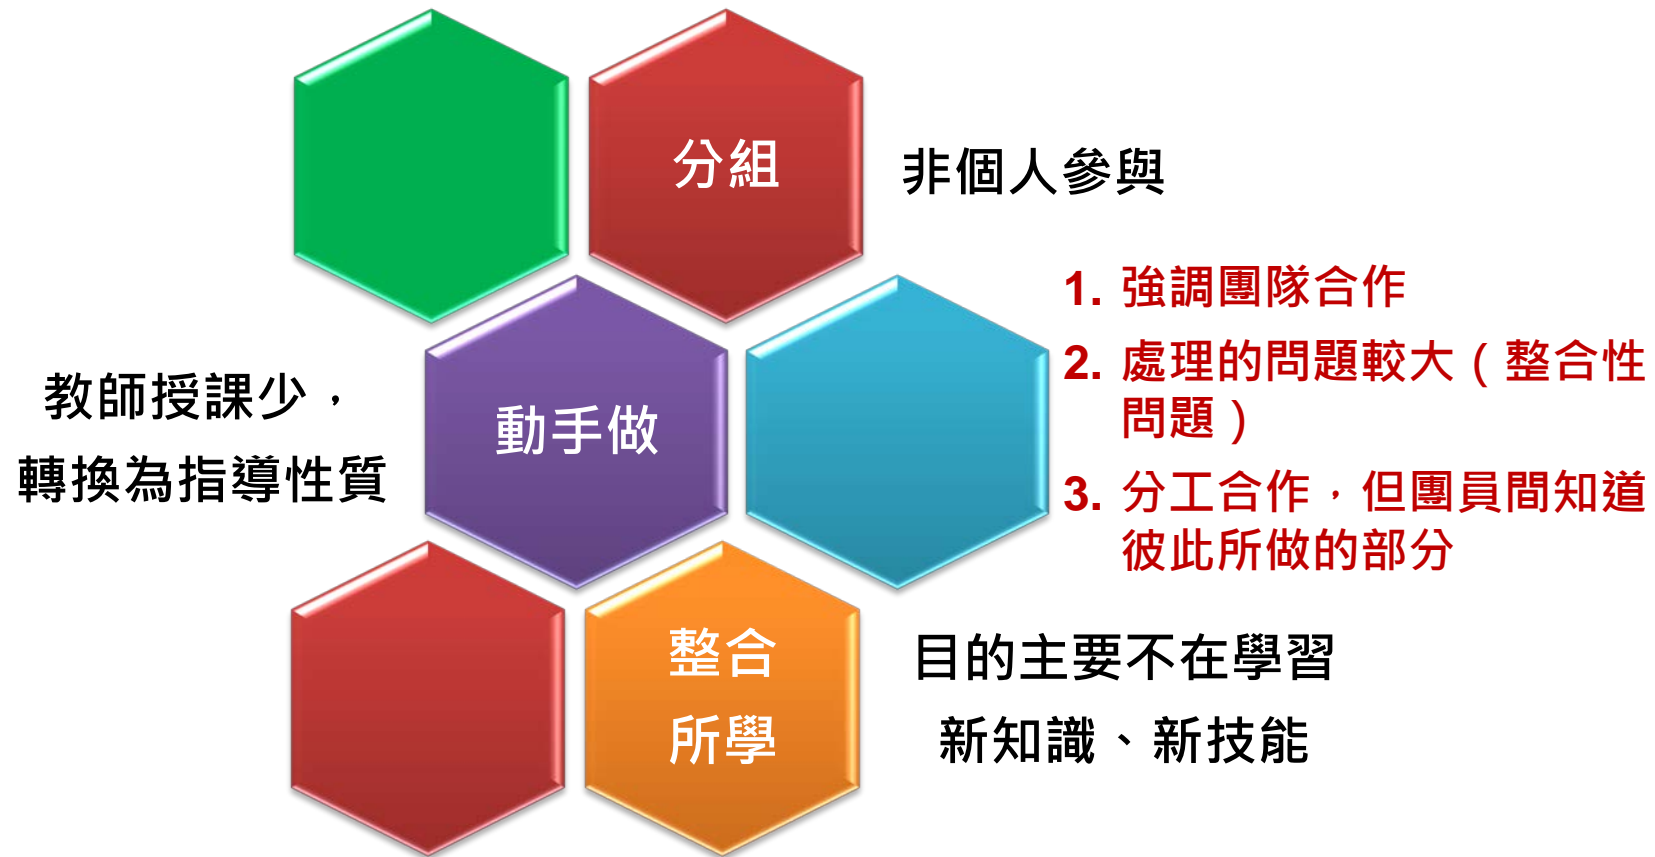 分組
非個人參與
1. 強調團隊合作
2. 處理的問題較大（整合性
問題）
3. 分工合作，但團員間知道
彼此所做的部分
教師授課少，
轉換為指導性質
動手做
整合
所學
目的主要不在學習
新知識、新技能